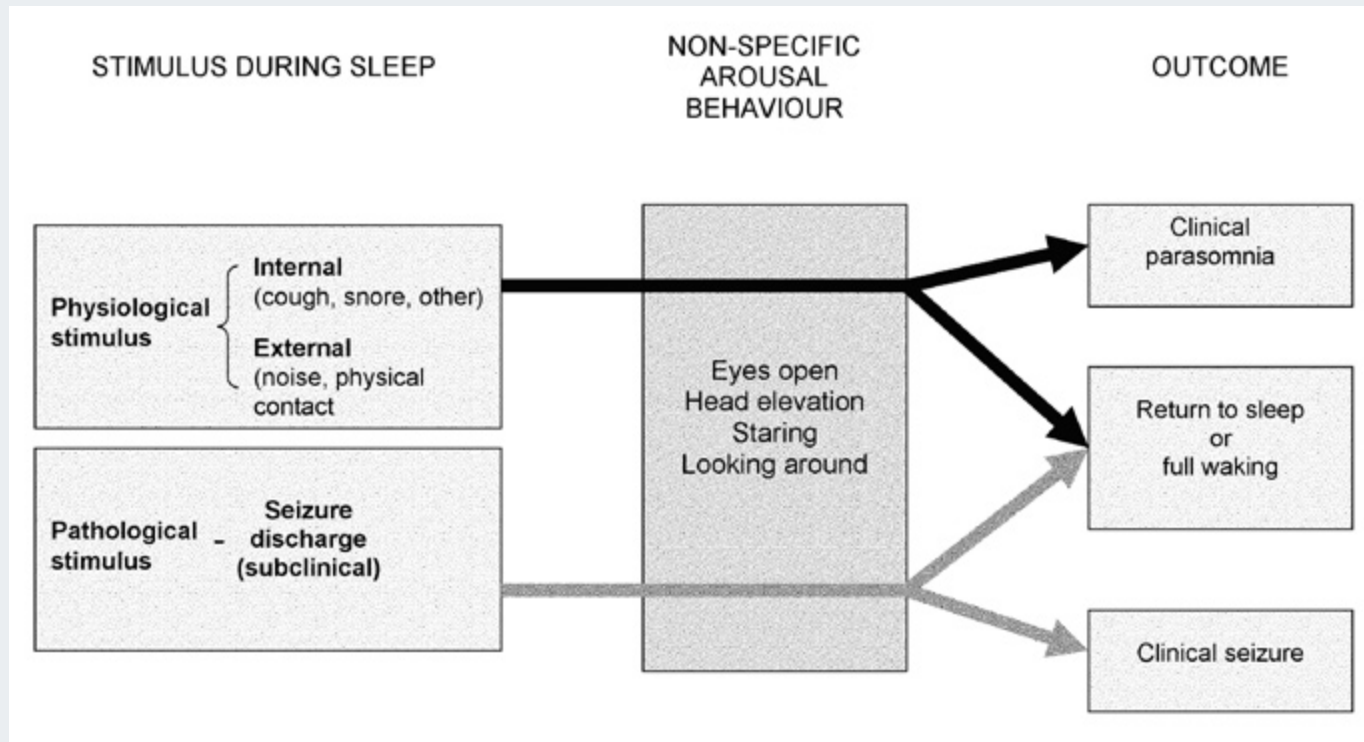 STIMULUS DURING SLEEP
NON-SPECIFIC
AROUSAL
BEHAVIOUR
OUTCOME
Physiological
stimulus
Internal
(cough, snore, other)
External
(noise, physical
contact
Pathological
stimulus
-
Seizure
discharge
(subclinical)
Eyes open
Head elevation
Staring
Looking around
Clinical
parasomnia
Return to sleep
or
full waking
Clinical seizure